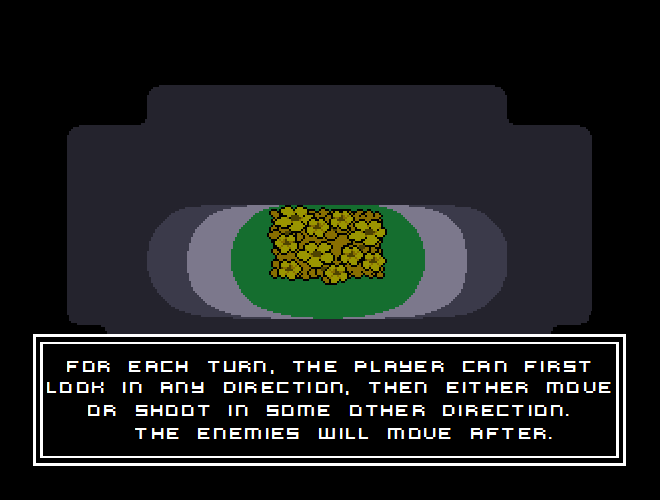 FOR EACH TURN, THE PLAYER CAN FIRST
LOOK IN ANY DIRECTION, THEN EITHER MOVE
OR SHOOT IN SOME OTHER DIRECTION.
THE ENEMIES WILL MOVE AFTER.